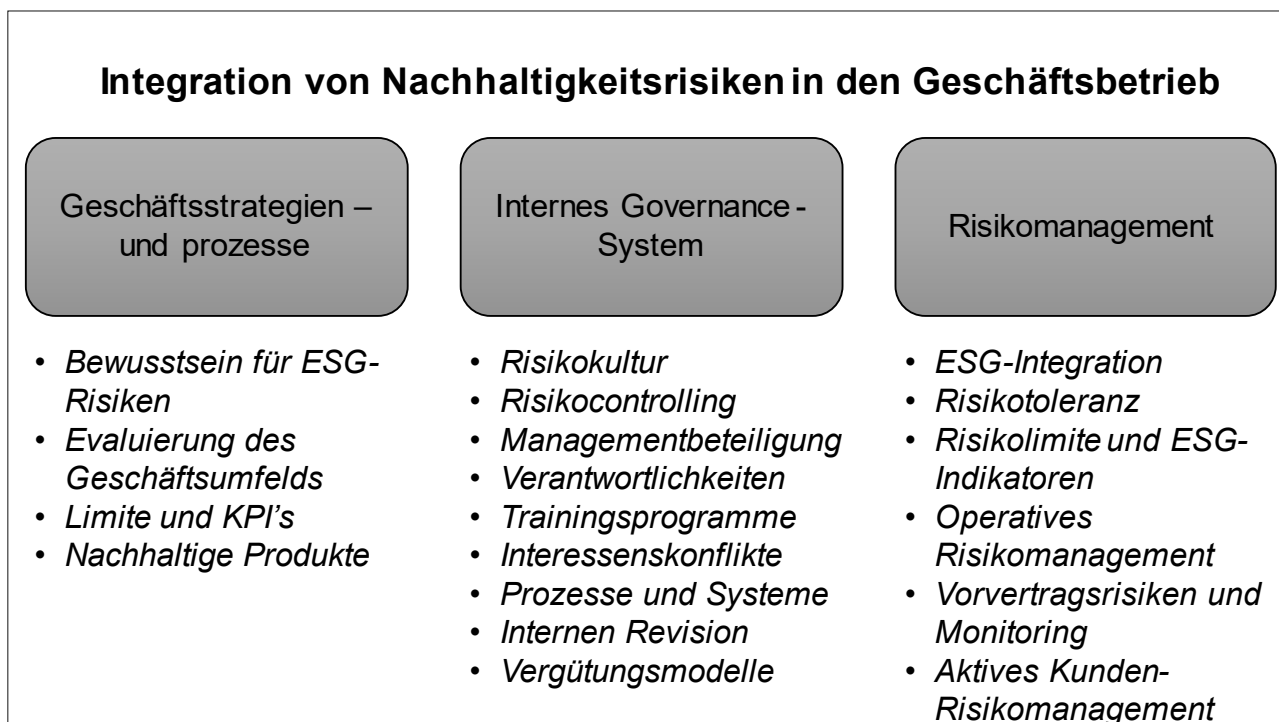 Integration von Nachhaltigkeitsrisiken in den Geschäftsbetrieb
Geschäftsstrategien –
und prozesse
• Bewusstsein für ESG-
Risiken
• Evaluierung des
Geschäftsumfelds
• Limite und KPI's
• Nachhaltige Produkte
Internes Governance -
System
• Risikokultur
• Risikocontrolling
• Managementbeteiligung
• Verantwortlichkeiten
• Trainingsprogramme
• Interessenskonflikte
• Prozesse und Systeme
• Internen Revision
• Vergütungsmodelle
Risikomanagement
• ESG-Integration
• Risikotoleranz
• Risikolimite und ESG-
Indikatoren
• Operatives
Risikomanagement
• Vorvertragsrisiken und
Monitoring
• Aktives Kunden-
Risikomanagement